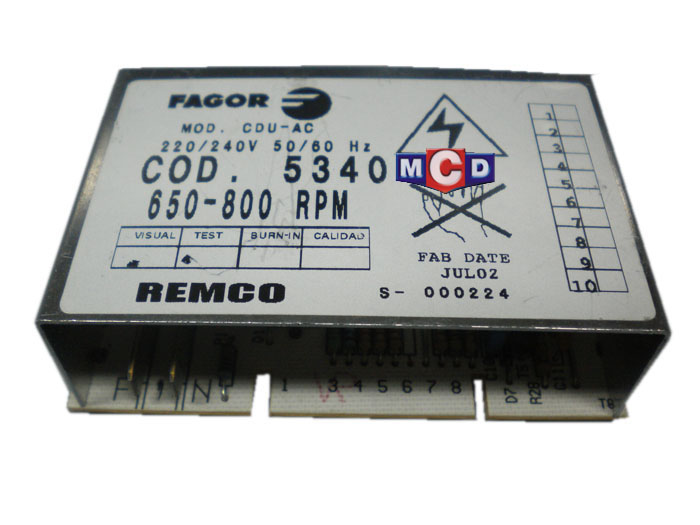 FAGOR
MOD. CDU-AC
220/240V 50/60 Hz
COD. 5340
MCD
650-800 RPM
VISUAL TEST BURN-IN CALIDAD
FAB DATE
JUL02
REMCO
S- 000224
1
2
3
4
5
6
7
8
9
10
F N 1 3 4 5 6 7 8
D7
R28